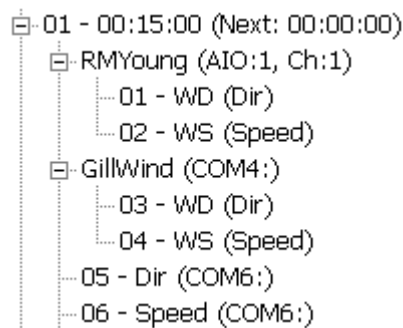 01 - 00:15:00 (Next: 00:00:00)
RMYoung (AIO:1, Ch:1)
01 - WD (Dir)
02 - WS (Speed)
GillWind (COM4:)
03 - WD (Dir)
04 - WS (Speed)
05 - Dir (COM6:)
06 - Speed (COM6:)